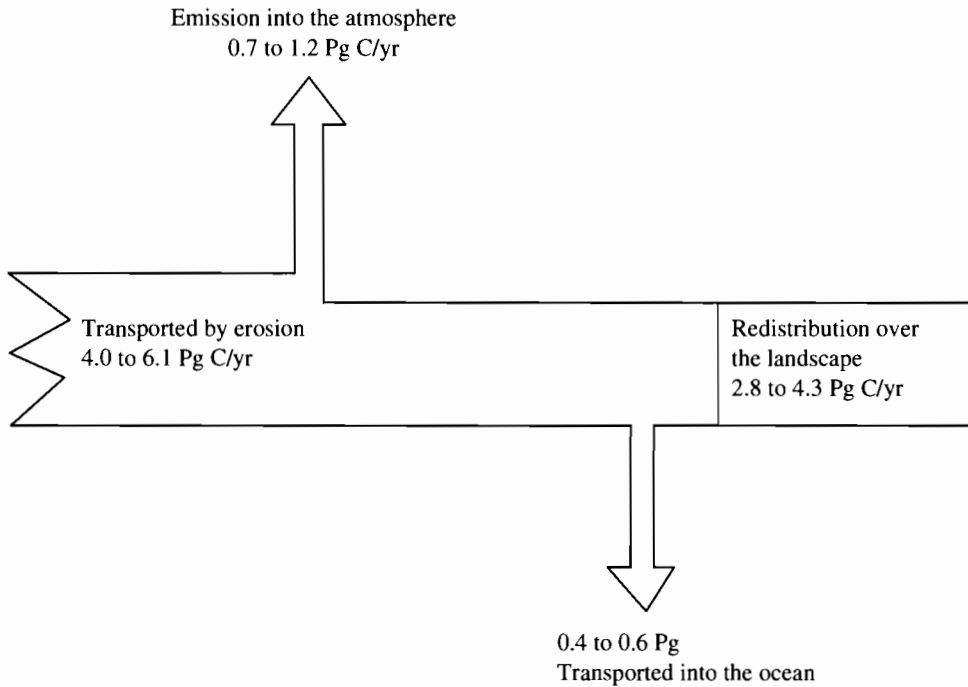 Emission into the atmosphere
0.7 to 1.2 Pg C/yr
Transported by erosion
4.0 to 6.1 Pg C/yr
Redistribution over
the landscape
2.8 to 4.3 Pg C/yr
0.4 to 0.6 Pg
Transported into the ocean